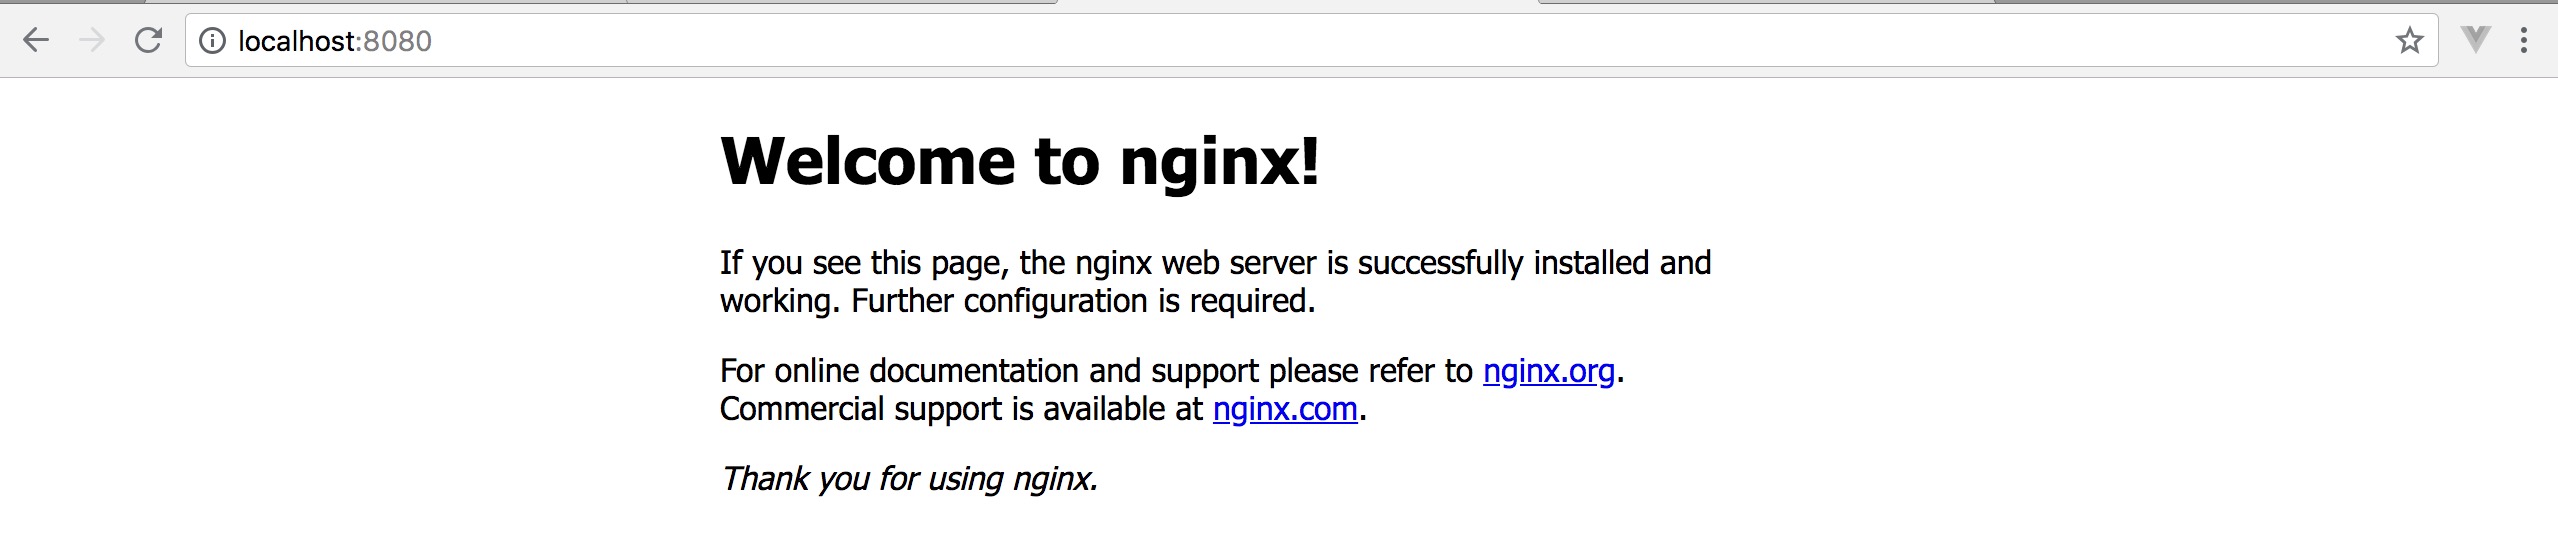 localhost:8080
Welcome to nginx!
If you see this page, the nginx web server is successfully installed and
working. Further configuration is required.
For online documentation and support please refer to nginx.org.
Commercial support is available at nginx.com.
Thank you for using nginx.